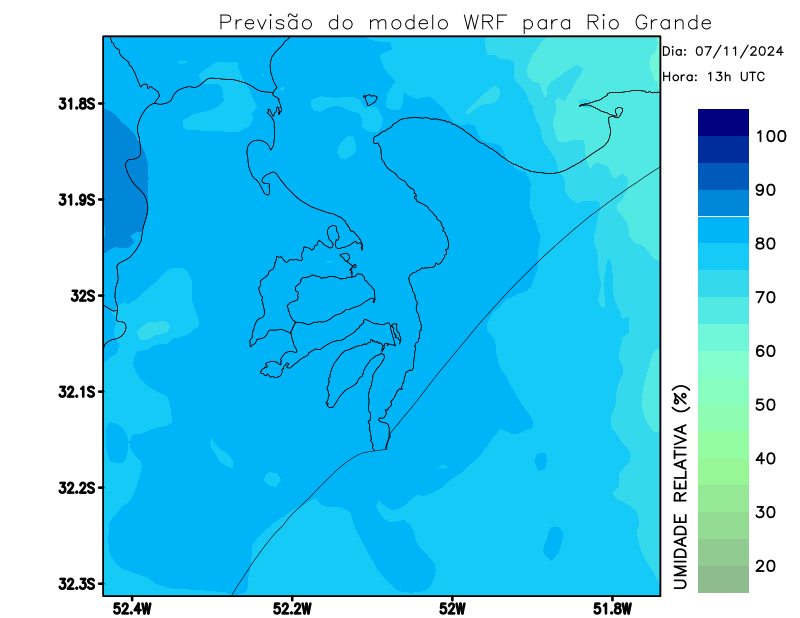 Previsão do modelo WRF para Rio Grande
Dia: 07/11/2024
Hora: 13h UTC
31.8S
31.9S
32S
32.1S
32.2S
32.3S
52.4W
52.2W
52W
51.8W
100
90
80
70
60
50
40
30
20
UMIDADE RELATIVA (%)